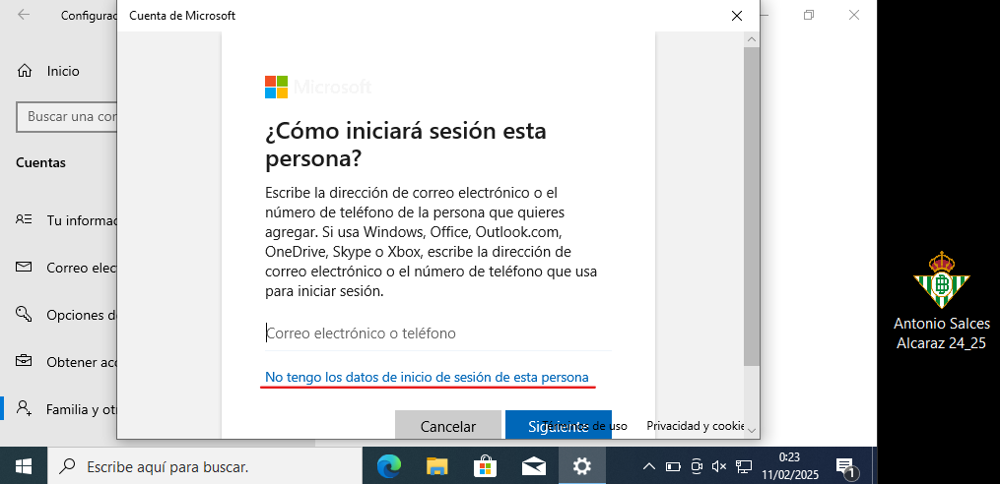 Configurac
Cuenta de Microsoft
Inicio
Buscar una cor
Cuentas
Tu informac
Correo elec
Opciones d
Obtener acc
Familia y otr
Microsoft
¿Cómo iniciará sesión esta
persona?
Escribe la dirección de correo electrónico o el
número de teléfono de la persona que quieres
agregar. Si usa Windows, Office, Outlook.com,
OneDrive, Skype o Xbox, escribe la dirección de
correo electrónico o el número de teléfono que usa
para iniciar sesión.
Correo electrónico o teléfono
No tengo los datos de inicio de sesión de esta persona
Cancelar
Siguiente
Términos de uso
Privacidad y cookie
Antonio Salces
Alcaraz 24_25
Escribe aquí para buscar.
0:23
11/02/2025
1